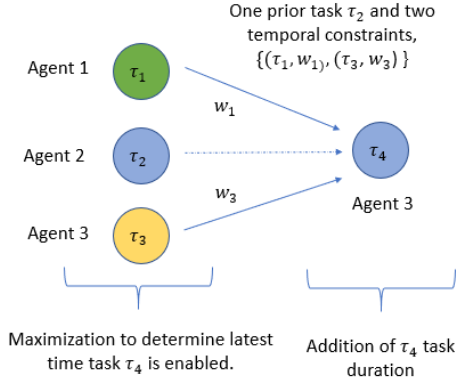 One prior task τ₂ and two
temporal constraints,
{(τ₁, w₁), (τ₃, w₃) }
Agent 1
τ₁
w₁
Agent 2
τ₂
τ₄
w₃
Agent 3
Agent 3
τ₃
Maximization to determine latest
time task τ₄ is enabled.
Addition of τ₄ task
duration